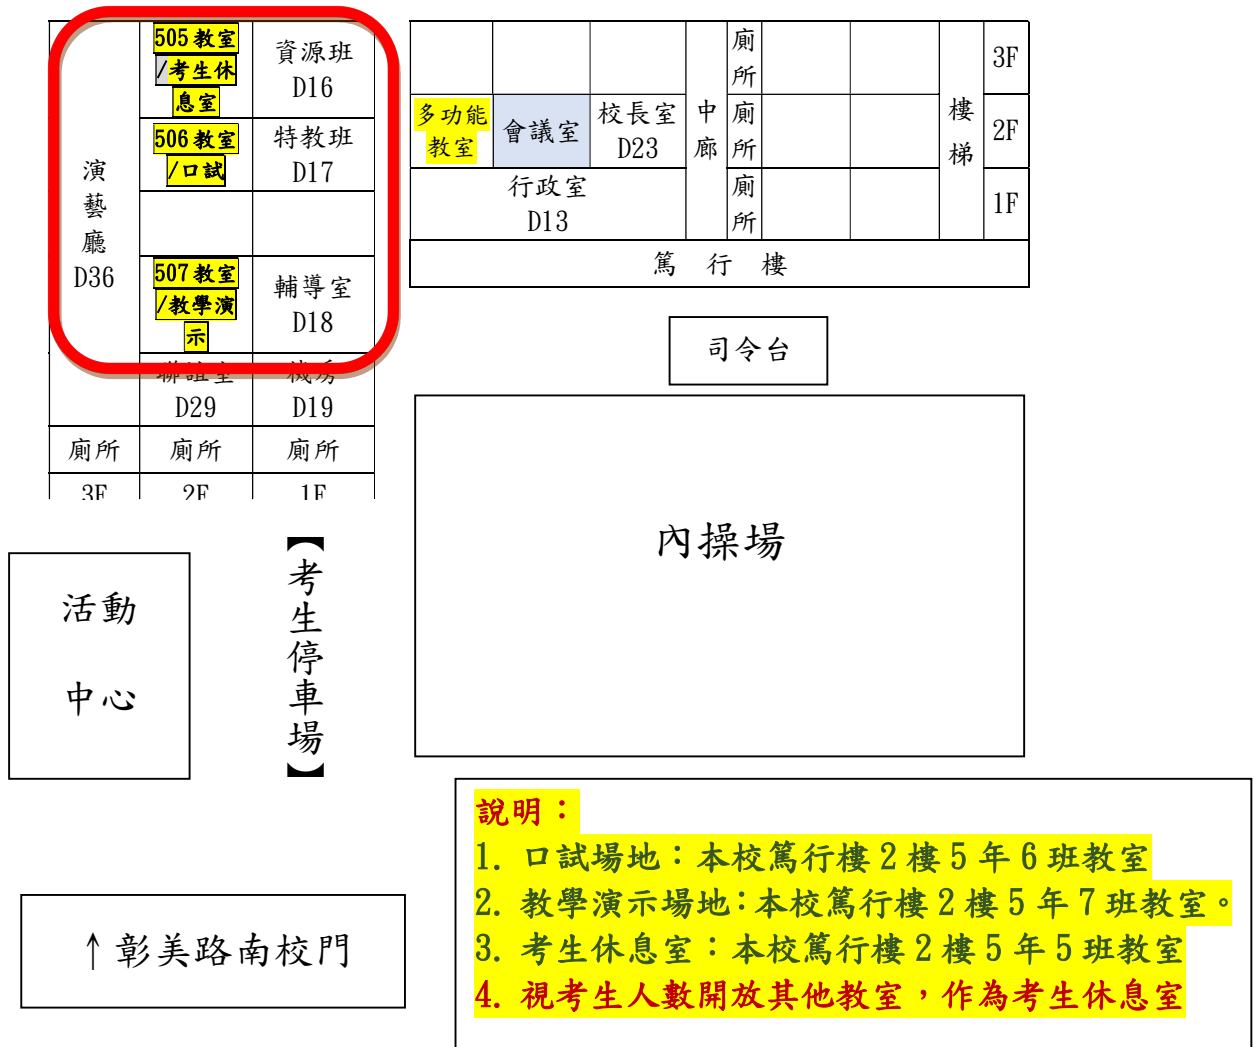 505教室
/考生休
息室
資源班
D16
506教室
/口試
特教班
D17
演
藝
廳
D36
507教室
/教學演
示
輔導室
D18
聯誼室
D29
機房
D19
廁所
廁所
廁所
3F
2F
1F
廁
所
3F
多功能
教室
會議室
校長室
D23
中
廊
廁
所
樓
梯
2F
行政室
D13
廁
所
1F
篤 行 樓
司令台
內操場
活動
中心
【考生停車場】
↑彰美路南校門
說明：
1. 口試場地：本校篤行樓2樓5年6班教室
2. 教學演示場地:本校篤行樓2樓5年7班教室。
3. 考生休息室：本校篤行樓2樓5年5班教室
4. 視考生人數開放其他教室，作為考生休息室